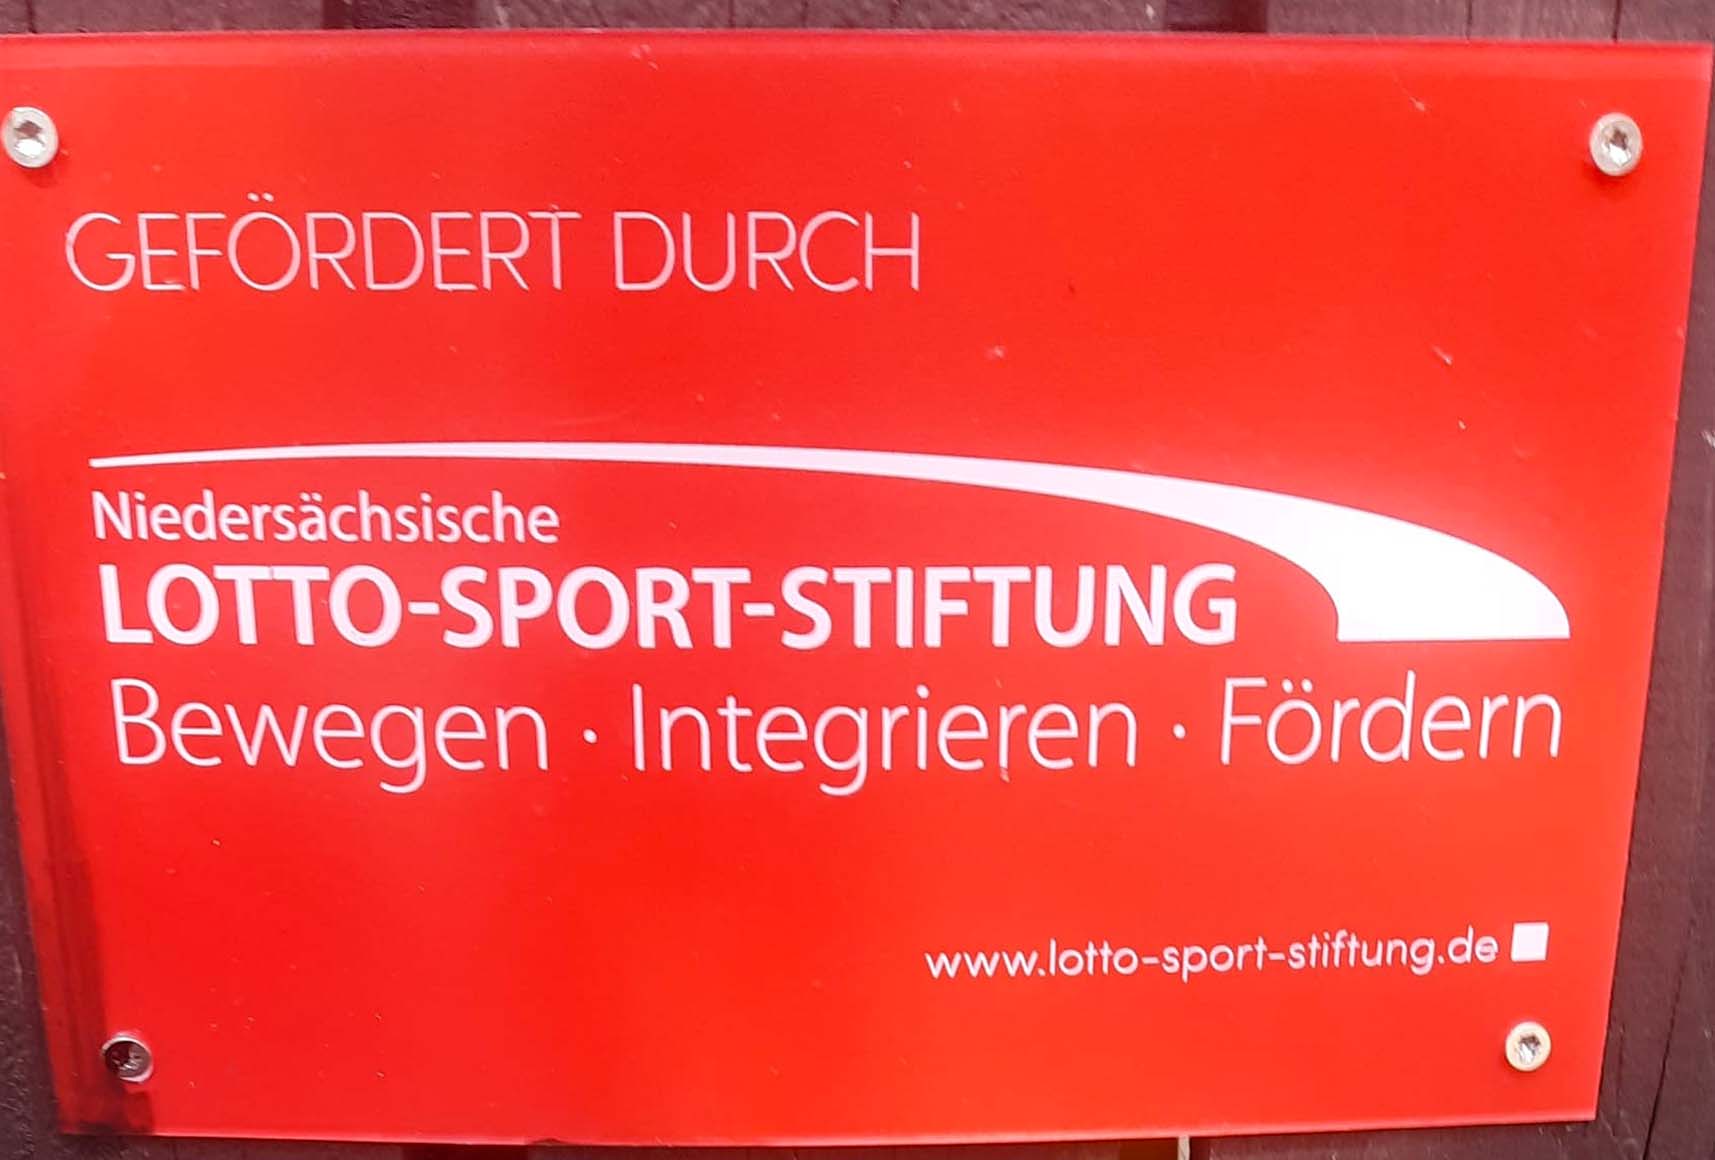 GEFÖRDERT DURCH
Niedersächsische
LOTTO-SPORT-STIFTUNG
Bewegen · Integrieren · Fördern
www.lotto-sport-stiftung.de